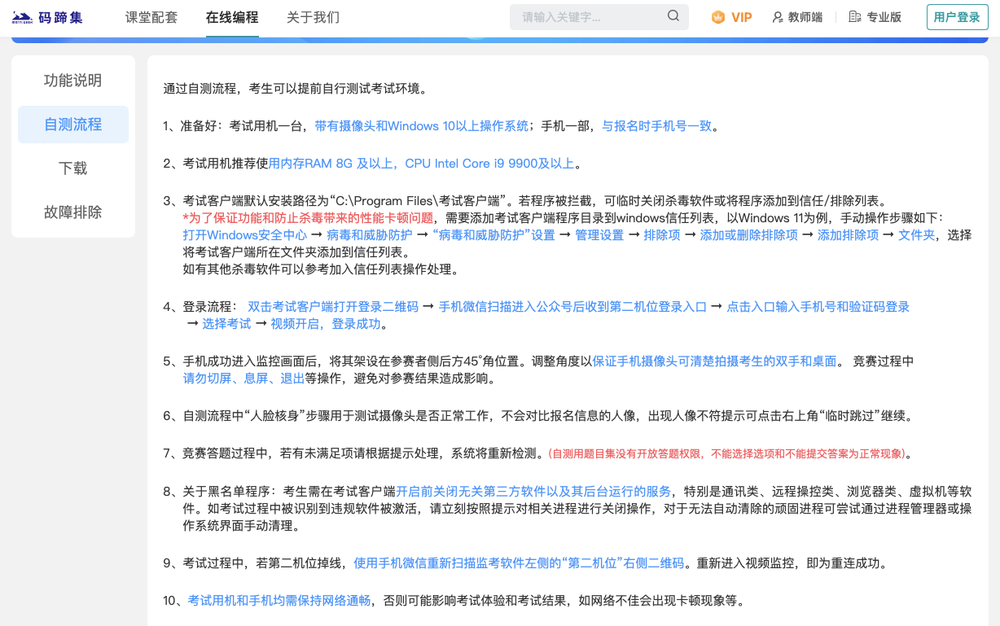 码蹄集 课堂配套 在线编程 关于我们 请输入关键字... VIP 教师端 专业版 用户登录
功能说明
自测流程
下载
故障排除
通过自测流程，考生可以提前自行测试考试环境。
1、准备好：考试用机一台，带有摄像头和Windows 10以上操作系统；手机一部，与报名时手机号一致。
2、考试用机推荐使用内存RAM 8G 及以上，CPU Intel Core i9 9900及以上。
3、考试客户端默认安装路径为“C:\Program Files\考试客户端”。若程序被拦截，可临时关闭杀毒软件或将程序添加到信任/排除列表。
*为了保证功能和防止杀毒带来的性能卡顿问题，需要添加考试客户端程序目录到windows信任列表，以Windows 11为例，手动操作步骤如下：
打开Windows安全中心 → 病毒和威胁防护 → “病毒和威胁防护”设置 → 管理设置 → 排除项 → 添加或删除排除项 → 添加排除项 → 文件夹，选择
将考试客户端所在文件夹添加到信任列表。
如有其他杀毒软件可以参考加入信任列表操作处理。
4、登录流程： 双击考试客户端打开登录二维码 → 手机微信扫描进入公众号后收到第二机位登录入口 → 点击入口输入手机号和验证码登录
→ 选择考试 → 视频开启，登录成功。
5、手机成功进入监控画面后，将其架设在参赛者侧后方45°角位置。调整角度以保证手机摄像头可清楚拍摄考生的双手和桌面。 竞赛过程中
请勿切屏、息屏、退出等操作，避免对参赛结果造成影响。
6、自测流程中“人脸核身”步骤用于测试摄像头是否正常工作，不会对比报名信息的人像，出现人像不符提示可点击右上角“临时跳过”继续。
7、竞赛答题过程中，若有未满足项请根据提示处理，系统将重新检测。(自测用题目集没有开放答题权限，不能选择选项和不能提交答案为正常现象)。
8、关于黑名单程序：考生需在考试客户端开启前关闭无关第三方软件以及其后台运行的服务，特别是通讯类、远程操控类、浏览器类、虚拟机等软
件。如考试过程中被识别到违规软件被激活，请立刻按照提示对相关进程进行关闭操作，对于无法自动清除的顽固进程可尝试通过进程管理器或操
作系统界面手动清理。
9、考试过程中，若第二机位掉线，使用手机微信重新扫描监考软件左侧的“第二机位”右侧二维码。重新进入视频监控，即为重连成功。
10、考试用机和手机均需保持网络通畅，否则可能影响考试体验和考试结果，如网络不佳会出现卡顿现象等。